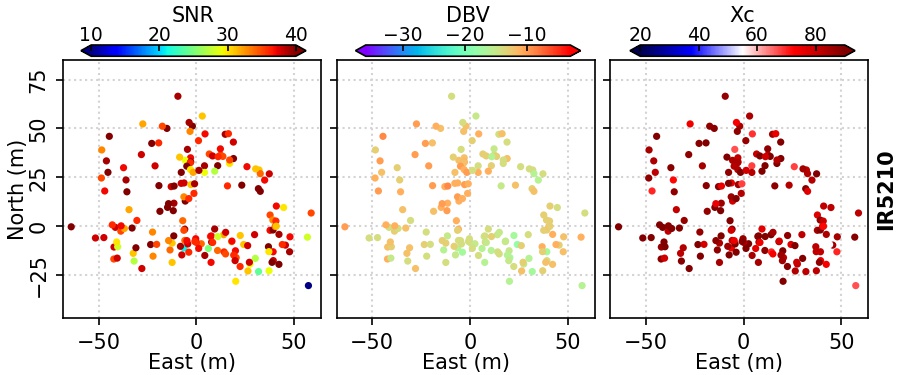 SNR
DBV
Xc
10 20 30 40
−30 −20 −10
20 40 60 80
75
50
25
0
−25
North (m)
−50 0 50
−50 0 50
−50 0 50
East (m)
East (m)
East (m)
IR5210